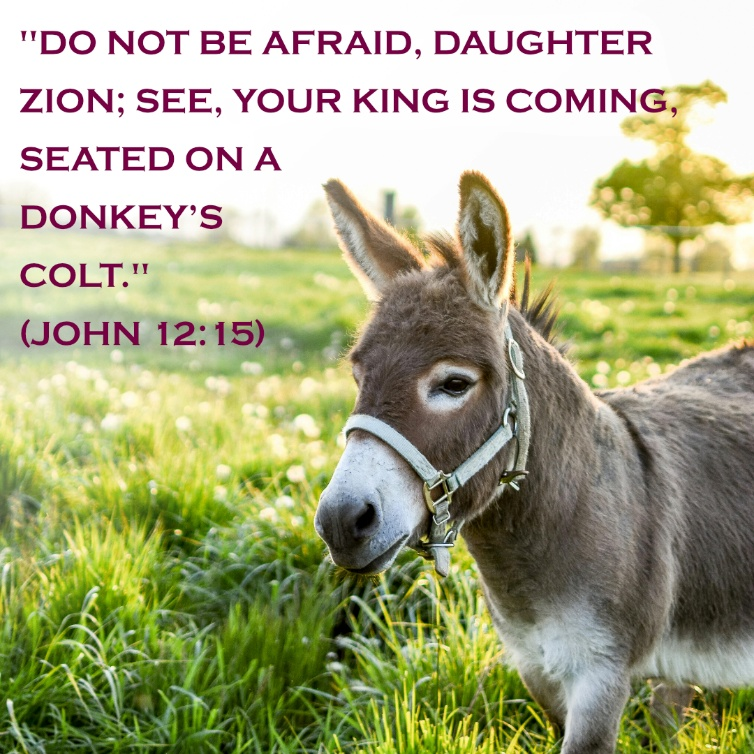 "DO NOT BE AFRAID, DAUGHTER
ZION; SEE, YOUR KING IS COMING,
SEATED ON A
DONKEY’S
COLT."
(JOHN 12:15)